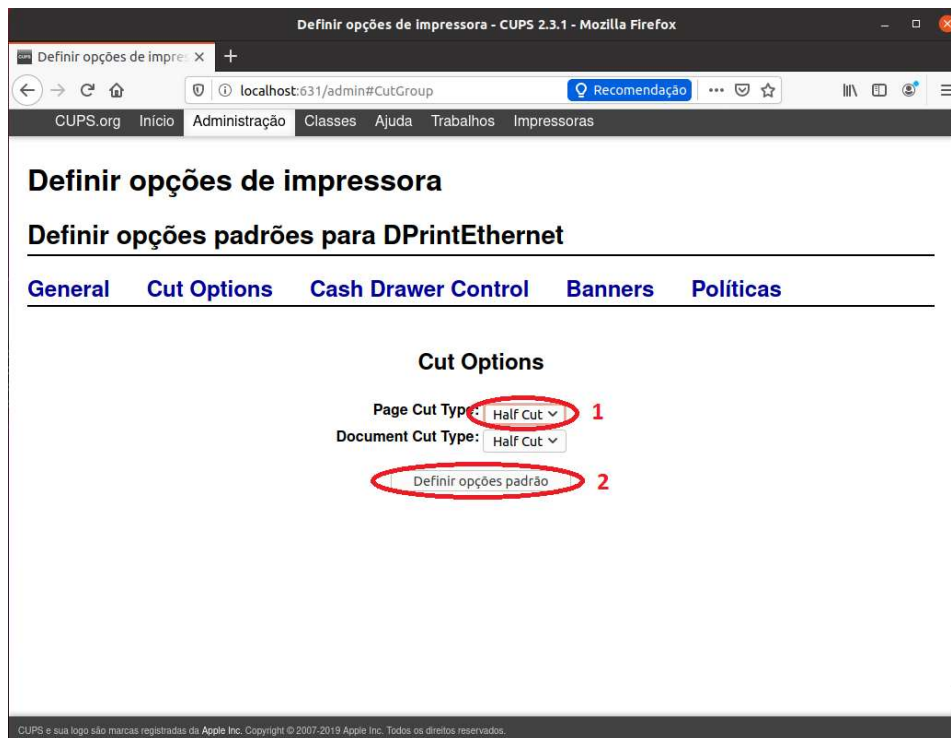 Definir opções de impressora - CUPS 2.3.1 - Mozilla Firefox
CUPS Definir opções de impres
localhost:631/admin#CutGroup Recomendação
CUPS.org Início Administração Classes Ajuda Trabalhos Impressoras
Definir opções de impressora
Definir opções padrões para DPrintEthernet
General Cut Options Cash Drawer Control Banners Políticas
Cut Options
Page Cut Type: Half Cut 1
Document Cut Type: Half Cut
Definir opções padrão 2
CUPS e sua logo são marcas registradas da Apple Inc. Copyright © 2007-2019 Apple Inc. Todos os direitos reservados.